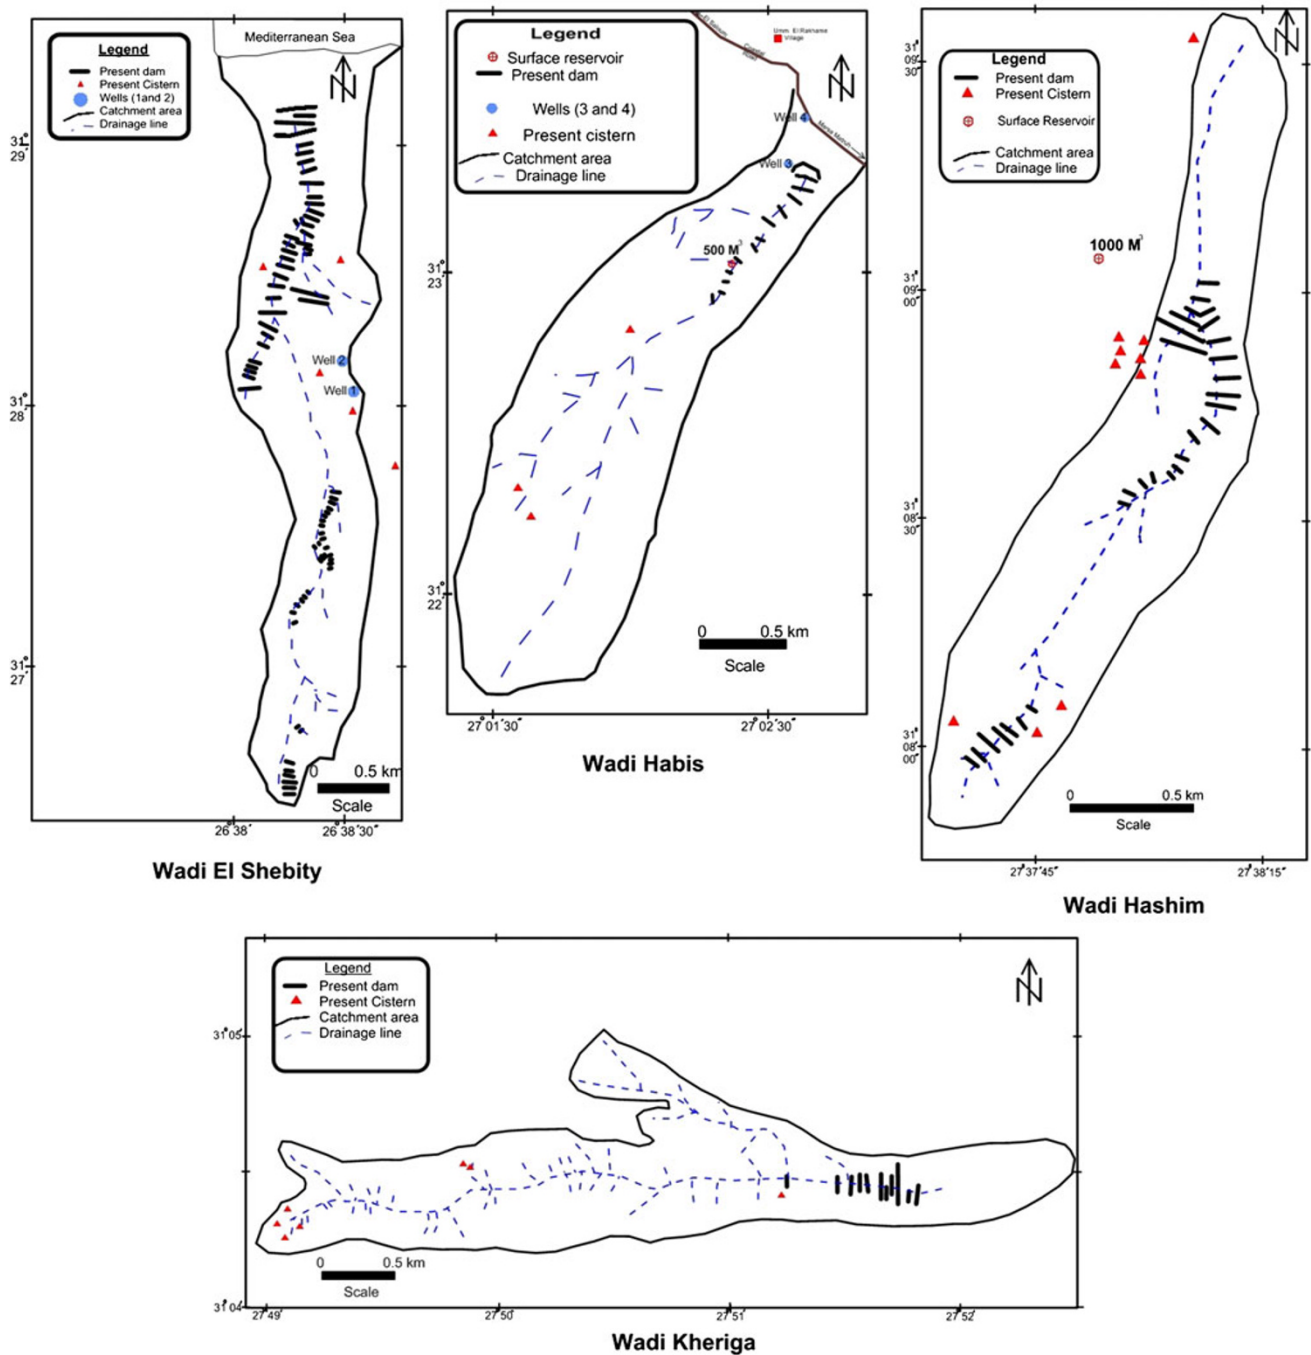 Mediterranean Sea
Legend
Present dam
Present Cistern
Wells (1and 2)
Catchment area
Drainage line
N
31°
29'
Well 2
Well 1
31°
28'
31°
27'
0 0.5 km
Scale
26°38' 26°38'30"
Wadi El Shebity
Legend
Surface reservoir
Present dam
Wells (3 and 4)
Present cistern
Catchment area
Drainage line
Umm El Rakhame
Village
Coastal
Road
N
Well 4
Well 3
Mersa Matruh
500 M³
31°
23'
31°
22'
0 0.5 km
Scale
27°01'30" 27°02'30"
Wadi Habis
Legend
Present dam
Present Cistern
Surface Reservoir
Catchment area
Drainage line
N
31°
09'
30"
1000 M³
31°
09'
00"
31°
08'
30"
31°
08'
00"
0 0.5 km
Scale
27°37'45" 27°38'15"
Wadi Hashim
Legend
Present dam
Present Cistern
Catchment area
Drainage line
N
31°05'
0 0.5 km
Scale
31°04'
27°49' 27°50' 27°51' 27°52'
Wadi Kheriga